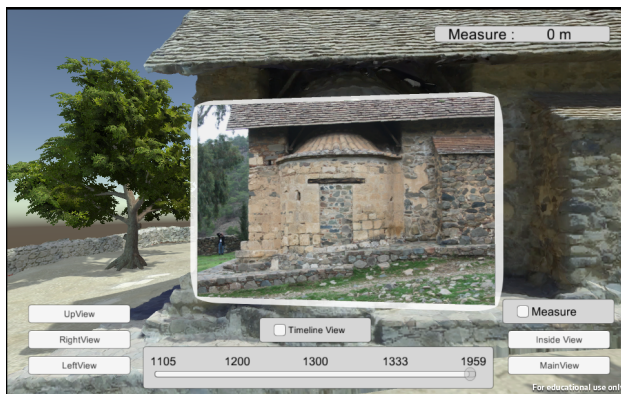 Measure : 0 m
UpView
Timeline View
Measure
RightView
Inside View
LeftView
1105 1200 1300 1333 1959
MainView
For educational use only